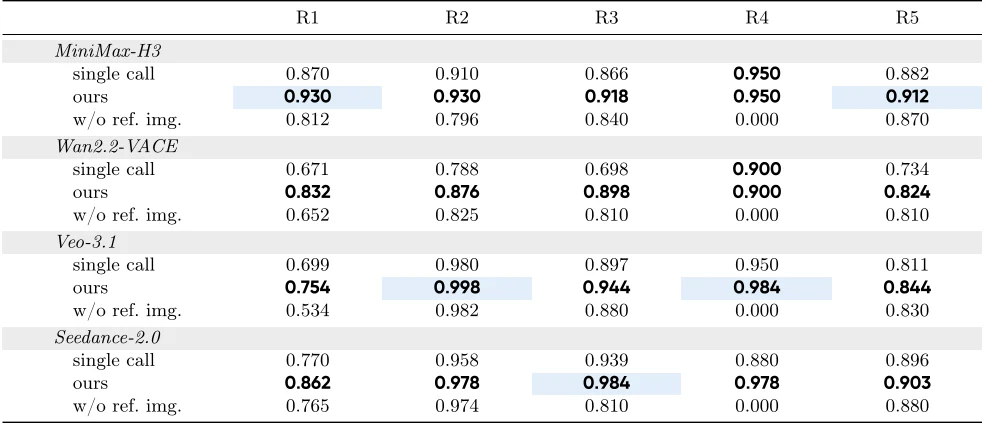 R1 R2 R3 R4 R5
MiniMax-H3
single call 0.870 0.910 0.866 0.950 0.882
ours 0.930 0.930 0.918 0.950 0.912
w/o ref. img. 0.812 0.796 0.840 0.000 0.870
Wan2.2-VACE
single call 0.671 0.788 0.698 0.900 0.734
ours 0.832 0.876 0.898 0.900 0.824
w/o ref. img. 0.652 0.825 0.810 0.000 0.810
Veo-3.1
single call 0.699 0.980 0.897 0.950 0.811
ours 0.754 0.998 0.944 0.984 0.844
w/o ref. img. 0.534 0.982 0.880 0.000 0.830
Seedance-2.0
single call 0.770 0.958 0.939 0.880 0.896
ours 0.862 0.978 0.984 0.978 0.903
w/o ref. img. 0.765 0.974 0.810 0.000 0.880